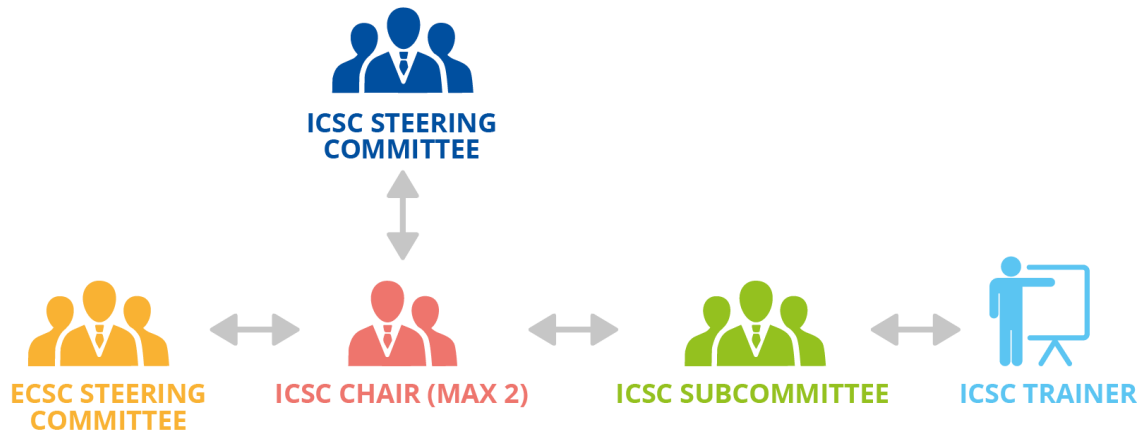 ICSC STEERING
COMMITTEE
ECSC STEERING
COMMITTEE
ICSC CHAIR (MAX 2)
ICSC SUBCOMMITTEE
ICSC TRAINER